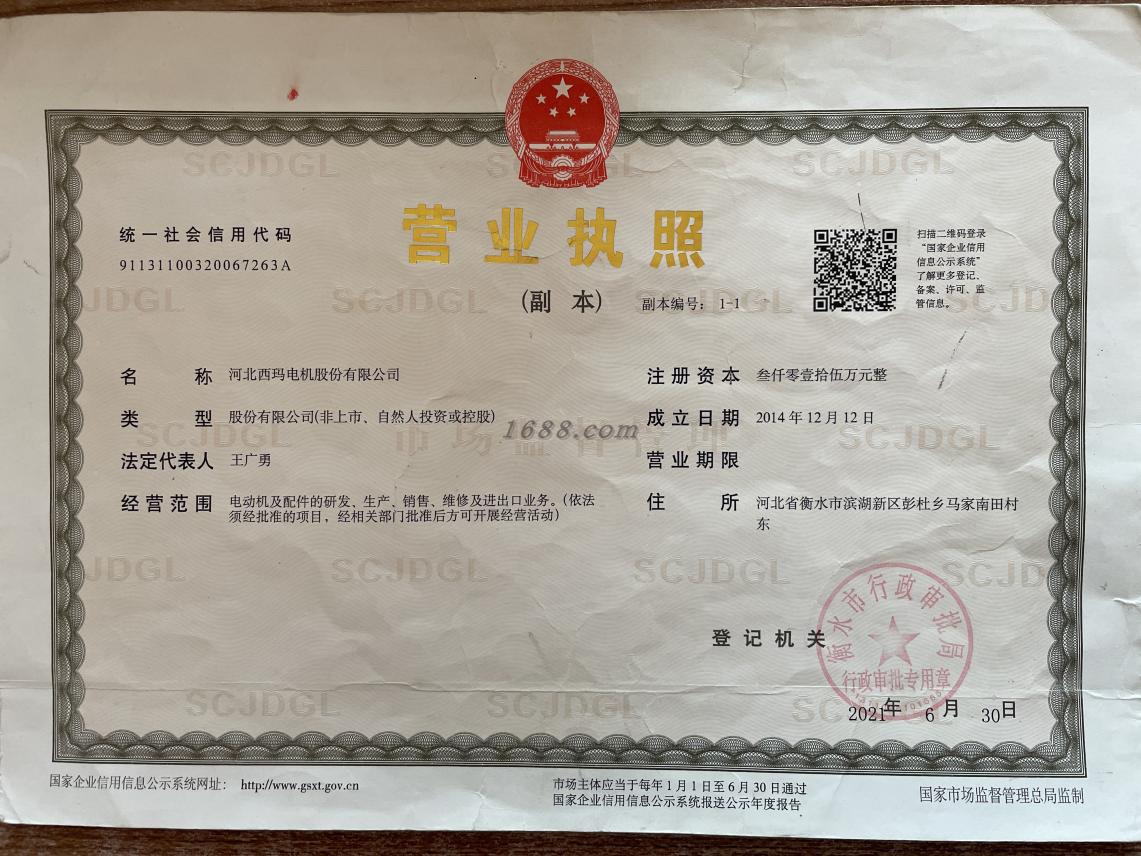 营业执照
(副 本) 副本编号： 1-1
统一社会信用代码
91131100320067263A
扫描二维码登录
“国家企业信用
信息公示系统”
了解更多登记、
备案、许可、监
管信息。
名 称 河北西玛电机股份有限公司
类 型 股份有限公司(非上市、自然人投资或控股)
法定代表人 王广勇
经营范围 电动机及配件的研发、生产、销售、维修及进出口业务。(依法
须经批准的项目，经相关部门批准后方可开展经营活动)
注册资本 叁仟零壹拾伍万元整
成立日期 2014年12月12日
营业期限
住 所 河北省衡水市滨湖新区彭杜乡马家南田村
东
1688.com
SCJDGL
登记机关
衡水市行政审批局
行政审批专用章
2021年 6月 30日
国家企业信用信息公示系统网址： http://www.gsxt.gov.cn
市场主体应当于每年1月1日至6月30日通过
国家企业信用信息公示系统报送公示年度报告
国家市场监督管理总局监制